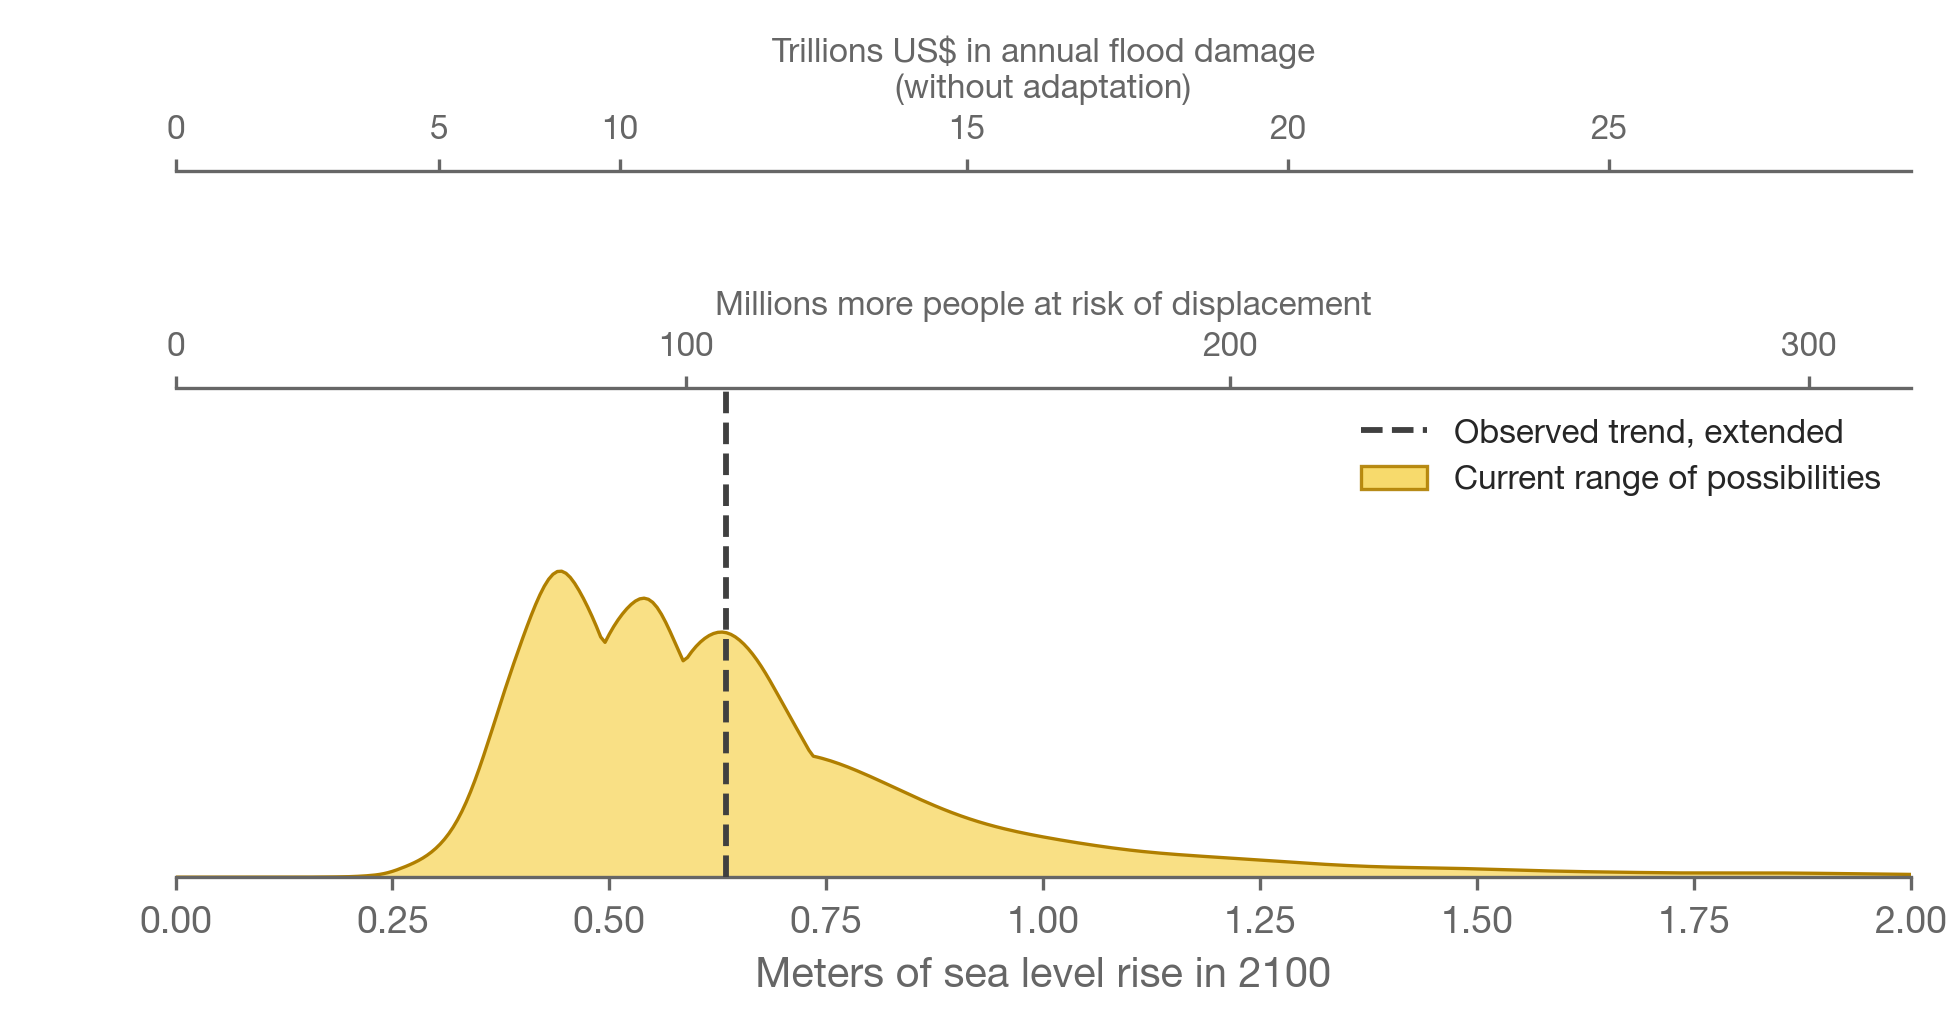 Trillions US$ in annual flood damage
(without adaptation)
0 5 10 15 20 25
Millions more people at risk of displacement
0 100 200 300
Observed trend, extended
Current range of possibilities
0.00 0.25 0.50 0.75 1.00 1.25 1.50 1.75 2.00
Meters of sea level rise in 2100